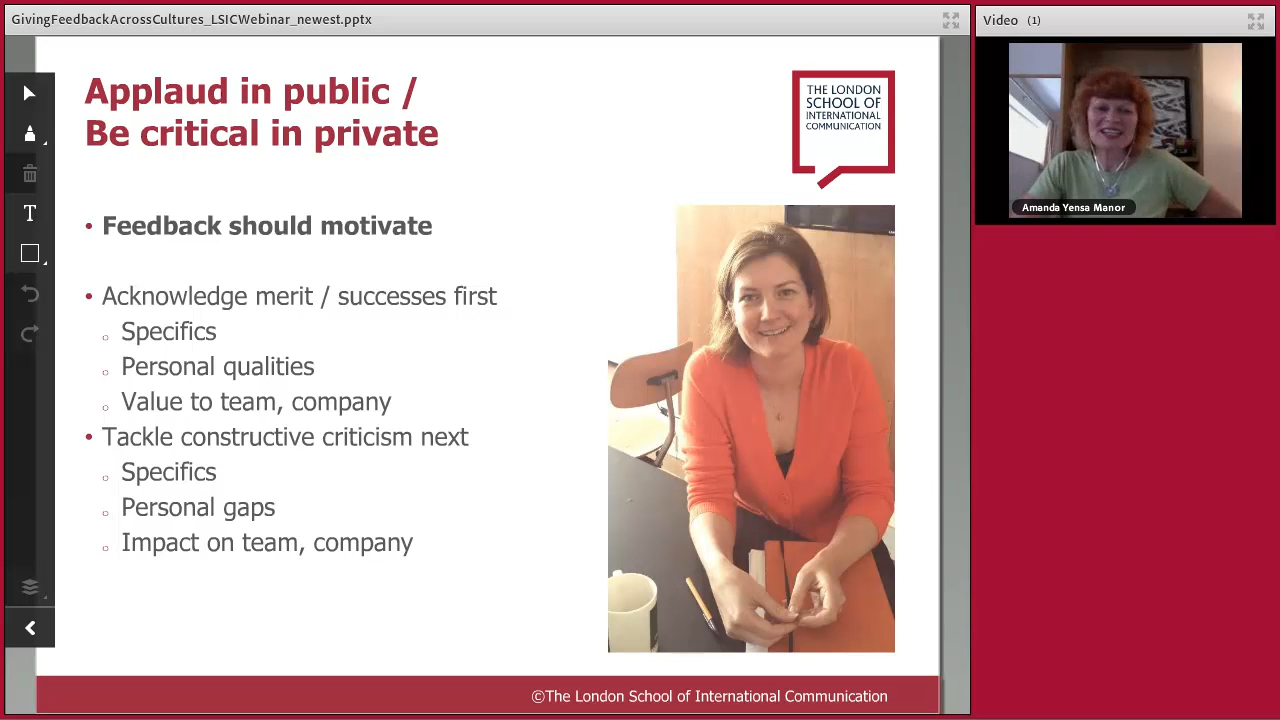 GivingFeedbackAcrossCultures_LSICWebinar_newest.pptx
Video (1)
Applaud in public /
Be critical in private
THE LONDON
SCHOOL OF
INTERNATIONAL
COMMUNICATION
Amanda Yensa Manor
• Feedback should motivate
• Acknowledge merit / successes first
o Specifics
o Personal qualities
o Value to team, company
• Tackle constructive criticism next
o Specifics
o Personal gaps
o Impact on team, company
T
©The London School of International Communication